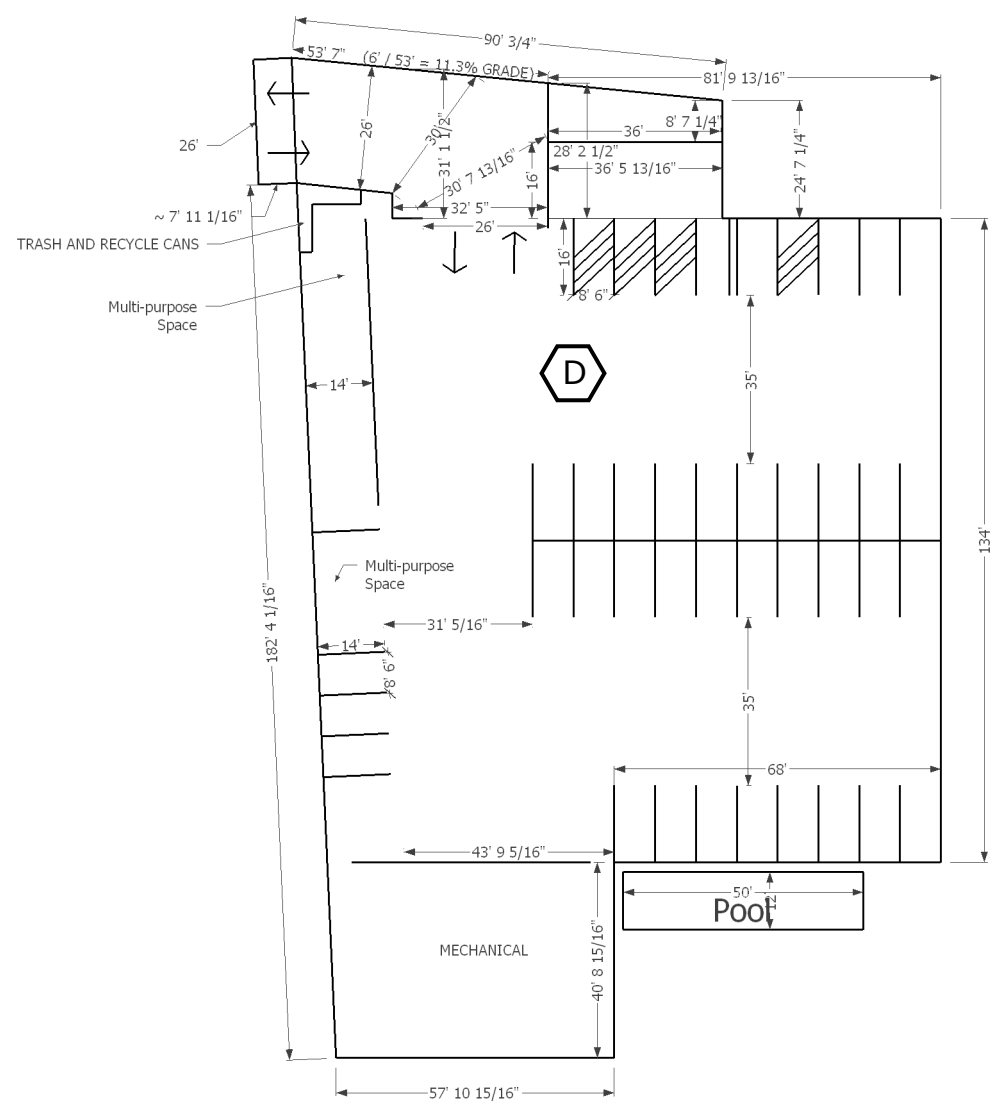 90' 3/4"
53' 7"
(6' / 53' = 11.3% GRADE)
81' 9 13/16"
26'
26'
30'
31' 1 1/2"
30' 7 13/16"
36'
8' 7 1/4"
28' 2 1/2"
36' 5 13/16"
16'
24' 7 1/4"
32' 5"
26'
~ 7' 11 1/16"
TRASH AND RECYCLE CANS
16'
8' 6"
Multi-purpose
Space
D
14'
35'
134'
Multi-purpose
Space
182' 4 1/16"
31' 5/16"
14'
8' 6"
35'
68'
43' 9 5/16"
50'
12'
Pool
MECHANICAL
40' 8 15/16"
57' 10 15/16"